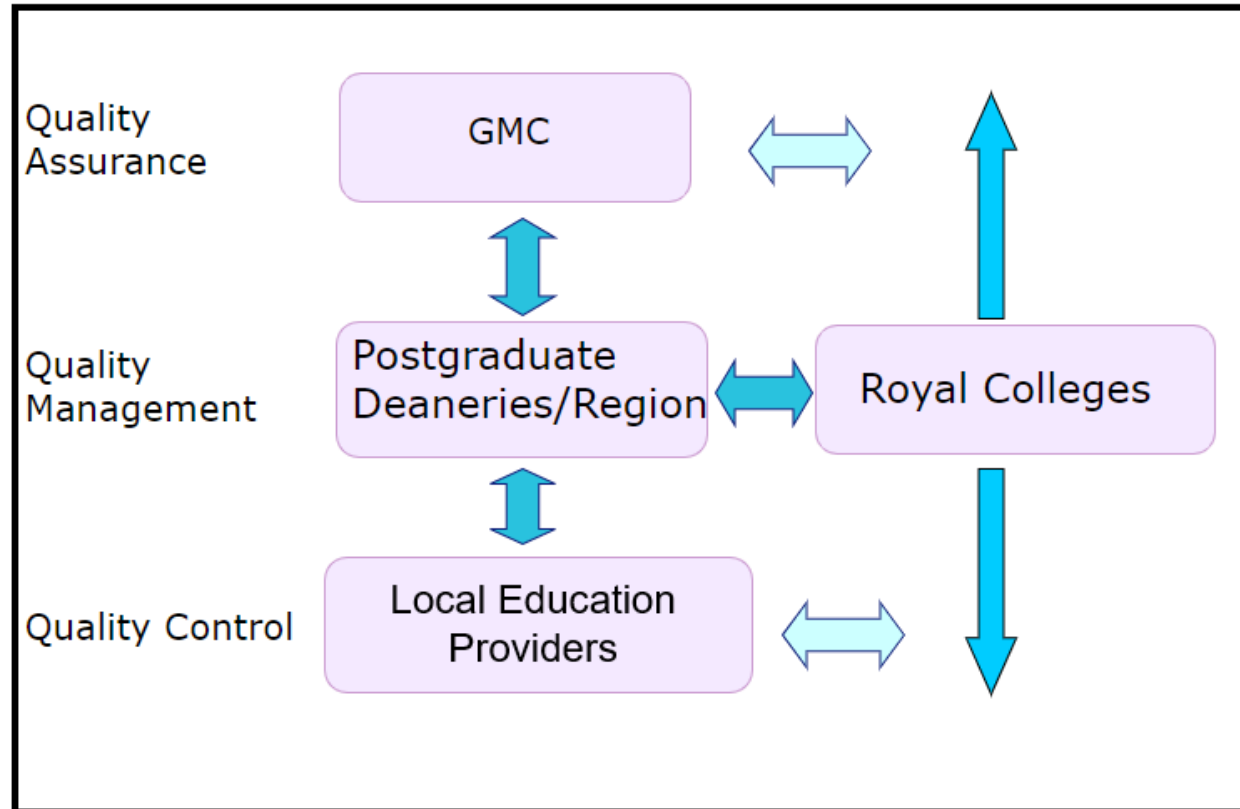 Quality
Assurance
GMC
Quality
Management
Postgraduate
Deaneries/Region
Royal Colleges
Quality Control
Local Education
Providers